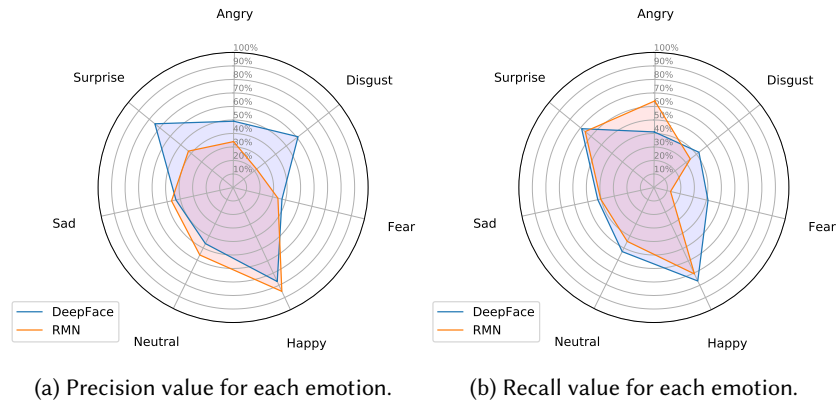 Angry
Disgust
Fear
Happy
Neutral
Sad
Surprise
100%
90%
80%
70%
60%
50%
40%
30%
20%
10%
DeepFace
RMN
(a) Precision value for each emotion.
Angry
Disgust
Fear
Happy
Neutral
Sad
Surprise
100%
90%
80%
70%
60%
50%
40%
30%
20%
10%
DeepFace
RMN
(b) Recall value for each emotion.